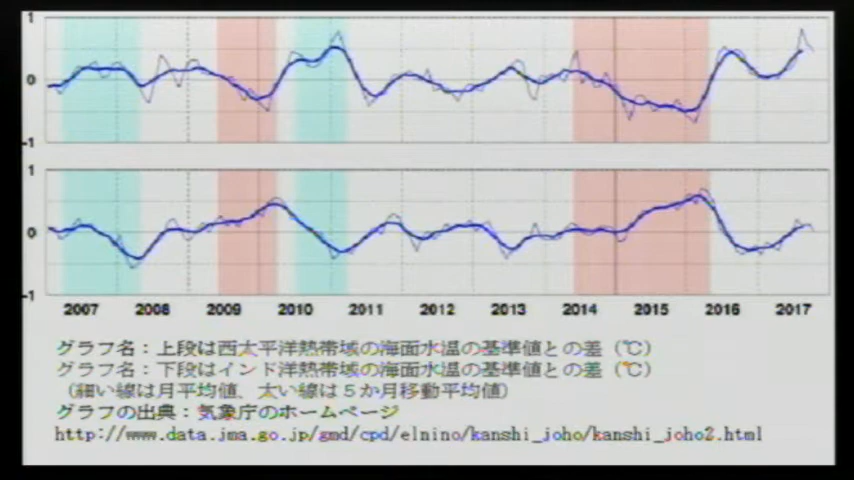 1
0
-1
1
0
-1
2007 2008 2009 2010 2011 2012 2013 2014 2015 2016 2017
グラフ名：上段は西太平洋熱帯域の海面水温の基準値との差（℃）
グラフ名：下段はインド洋熱帯域の海面水温の基準値との差（℃）
（細い線は月平均値、太い線は５か月移動平均値）
グラフの出典：気象庁のホームページ
http://www.data.jma.go.jp/gmd/cpd/elnino/kanshi_joho/kanshi_joho2.html